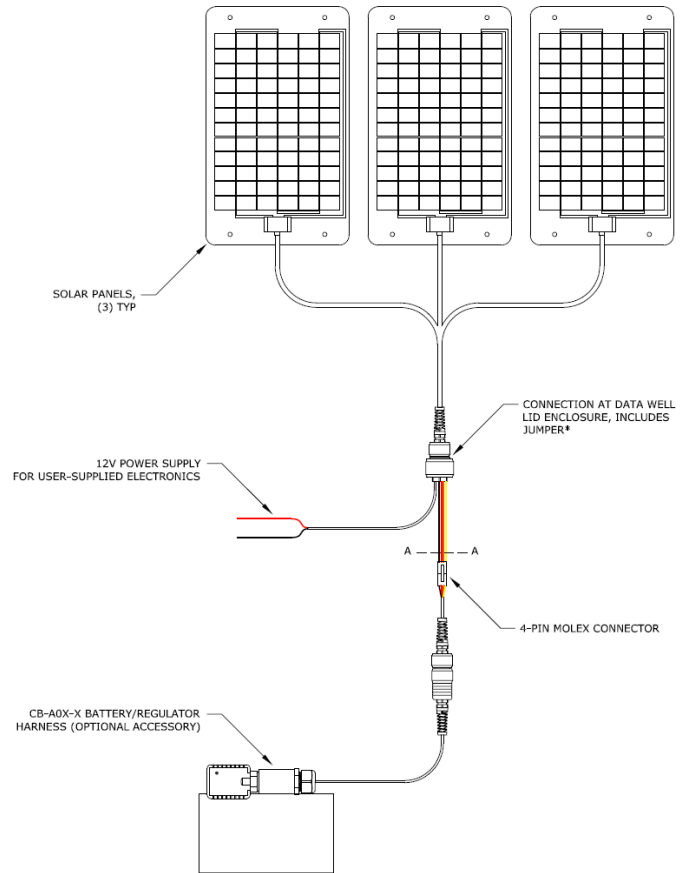 SOLAR PANELS,
(3) TYP
CONNECTION AT DATA WELL
LID ENCLOSURE, INCLUDES
JUMPER*
12V POWER SUPPLY
FOR USER-SUPPLIED ELECTRONICS
A
A
4-PIN MOLEX CONNECTOR
CB-A0X-X BATTERY/REGULATOR
HARNESS (OPTIONAL ACCESSORY)